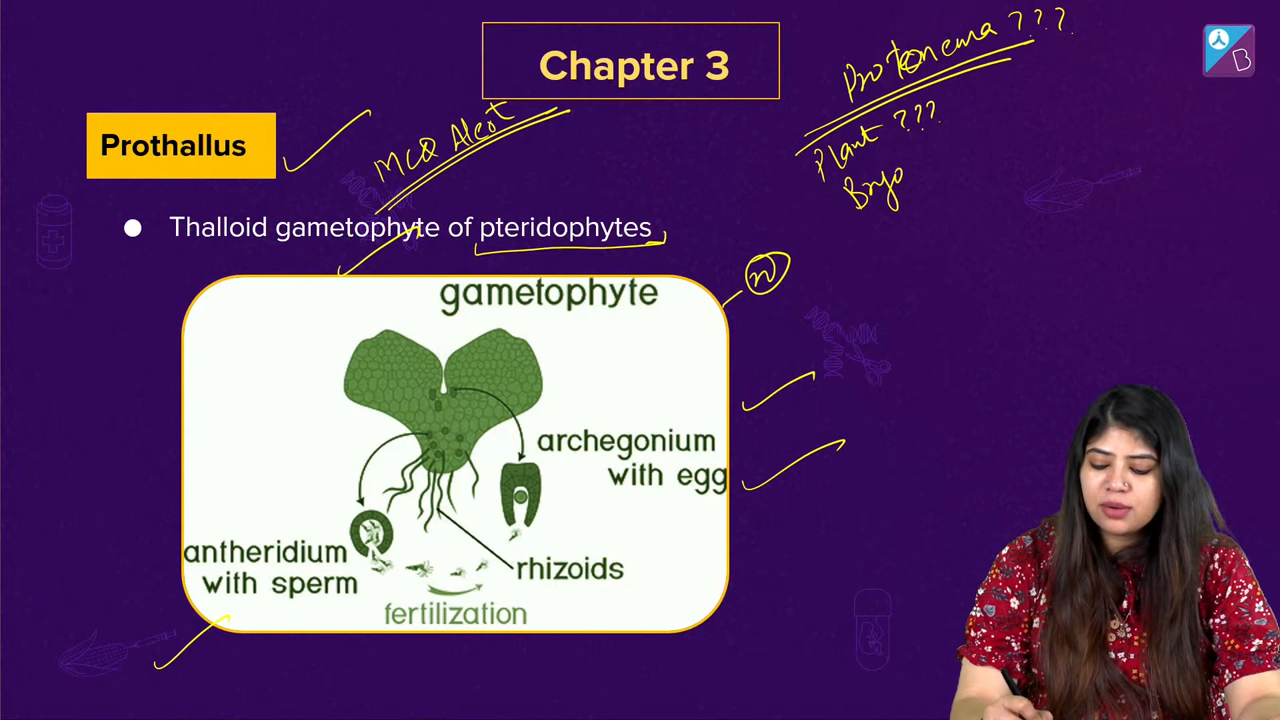 Chapter 3
Protonema ???
Plant ???
Bryo
Prothallus
MCQ Alert
● Thalloid gametophyte of pteridophytes
n
gametophyte
archegonium
with egg
antheridium
with sperm
rhizoids
fertilization
B